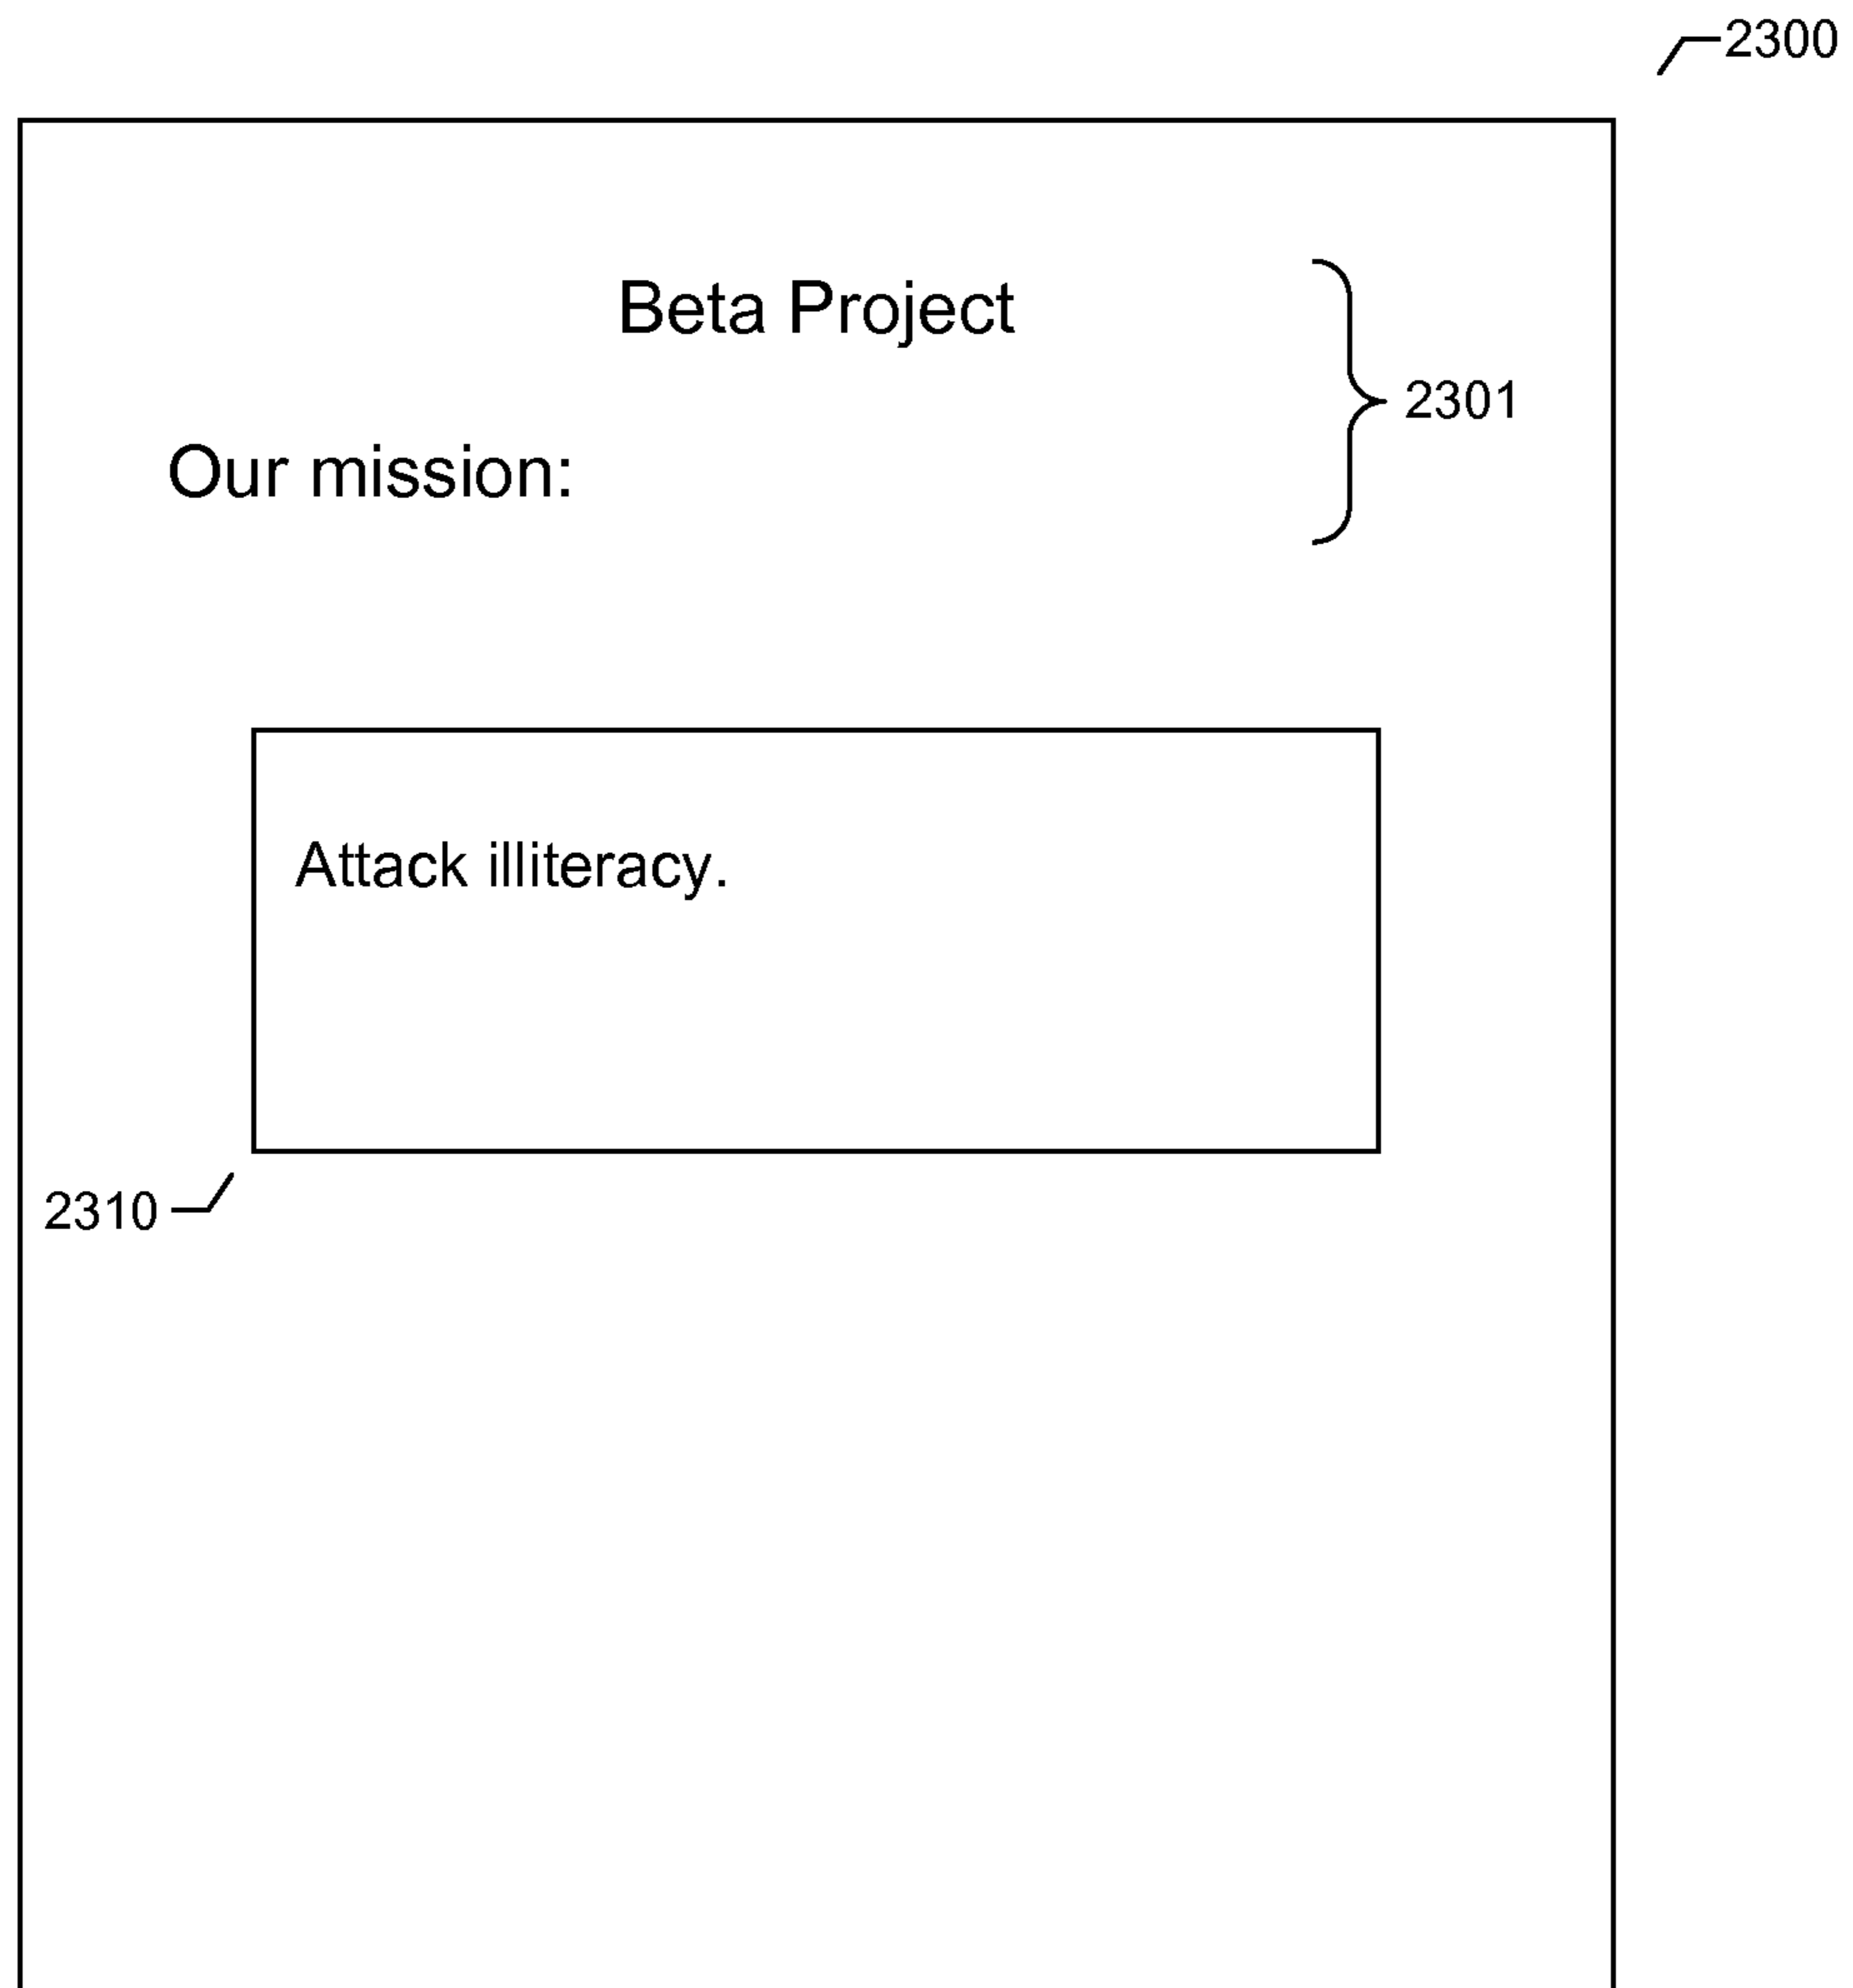 2300
Beta Project
2301
Our mission:
Attack illiteracy.
2310